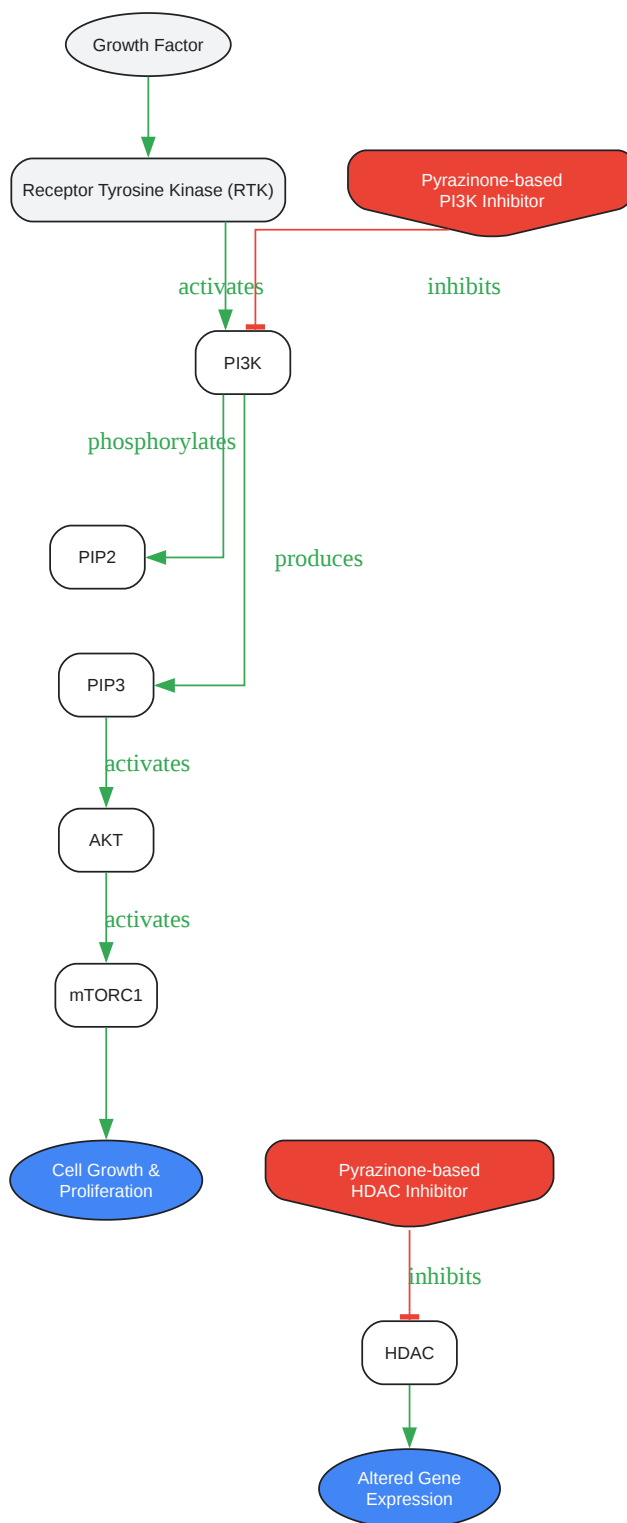 Growth Factor
Receptor Tyrosine Kinase (RTK)
Pyrazinone-based
PI3K Inhibitor
activates
inhibits
PI3K
phosphorylates
PIP2
produces
PIP3
activates
AKT
activates
mTORC1
Cell Growth &
Proliferation
Pyrazinone-based
HDAC Inhibitor
inhibits
HDAC
Altered Gene
Expression